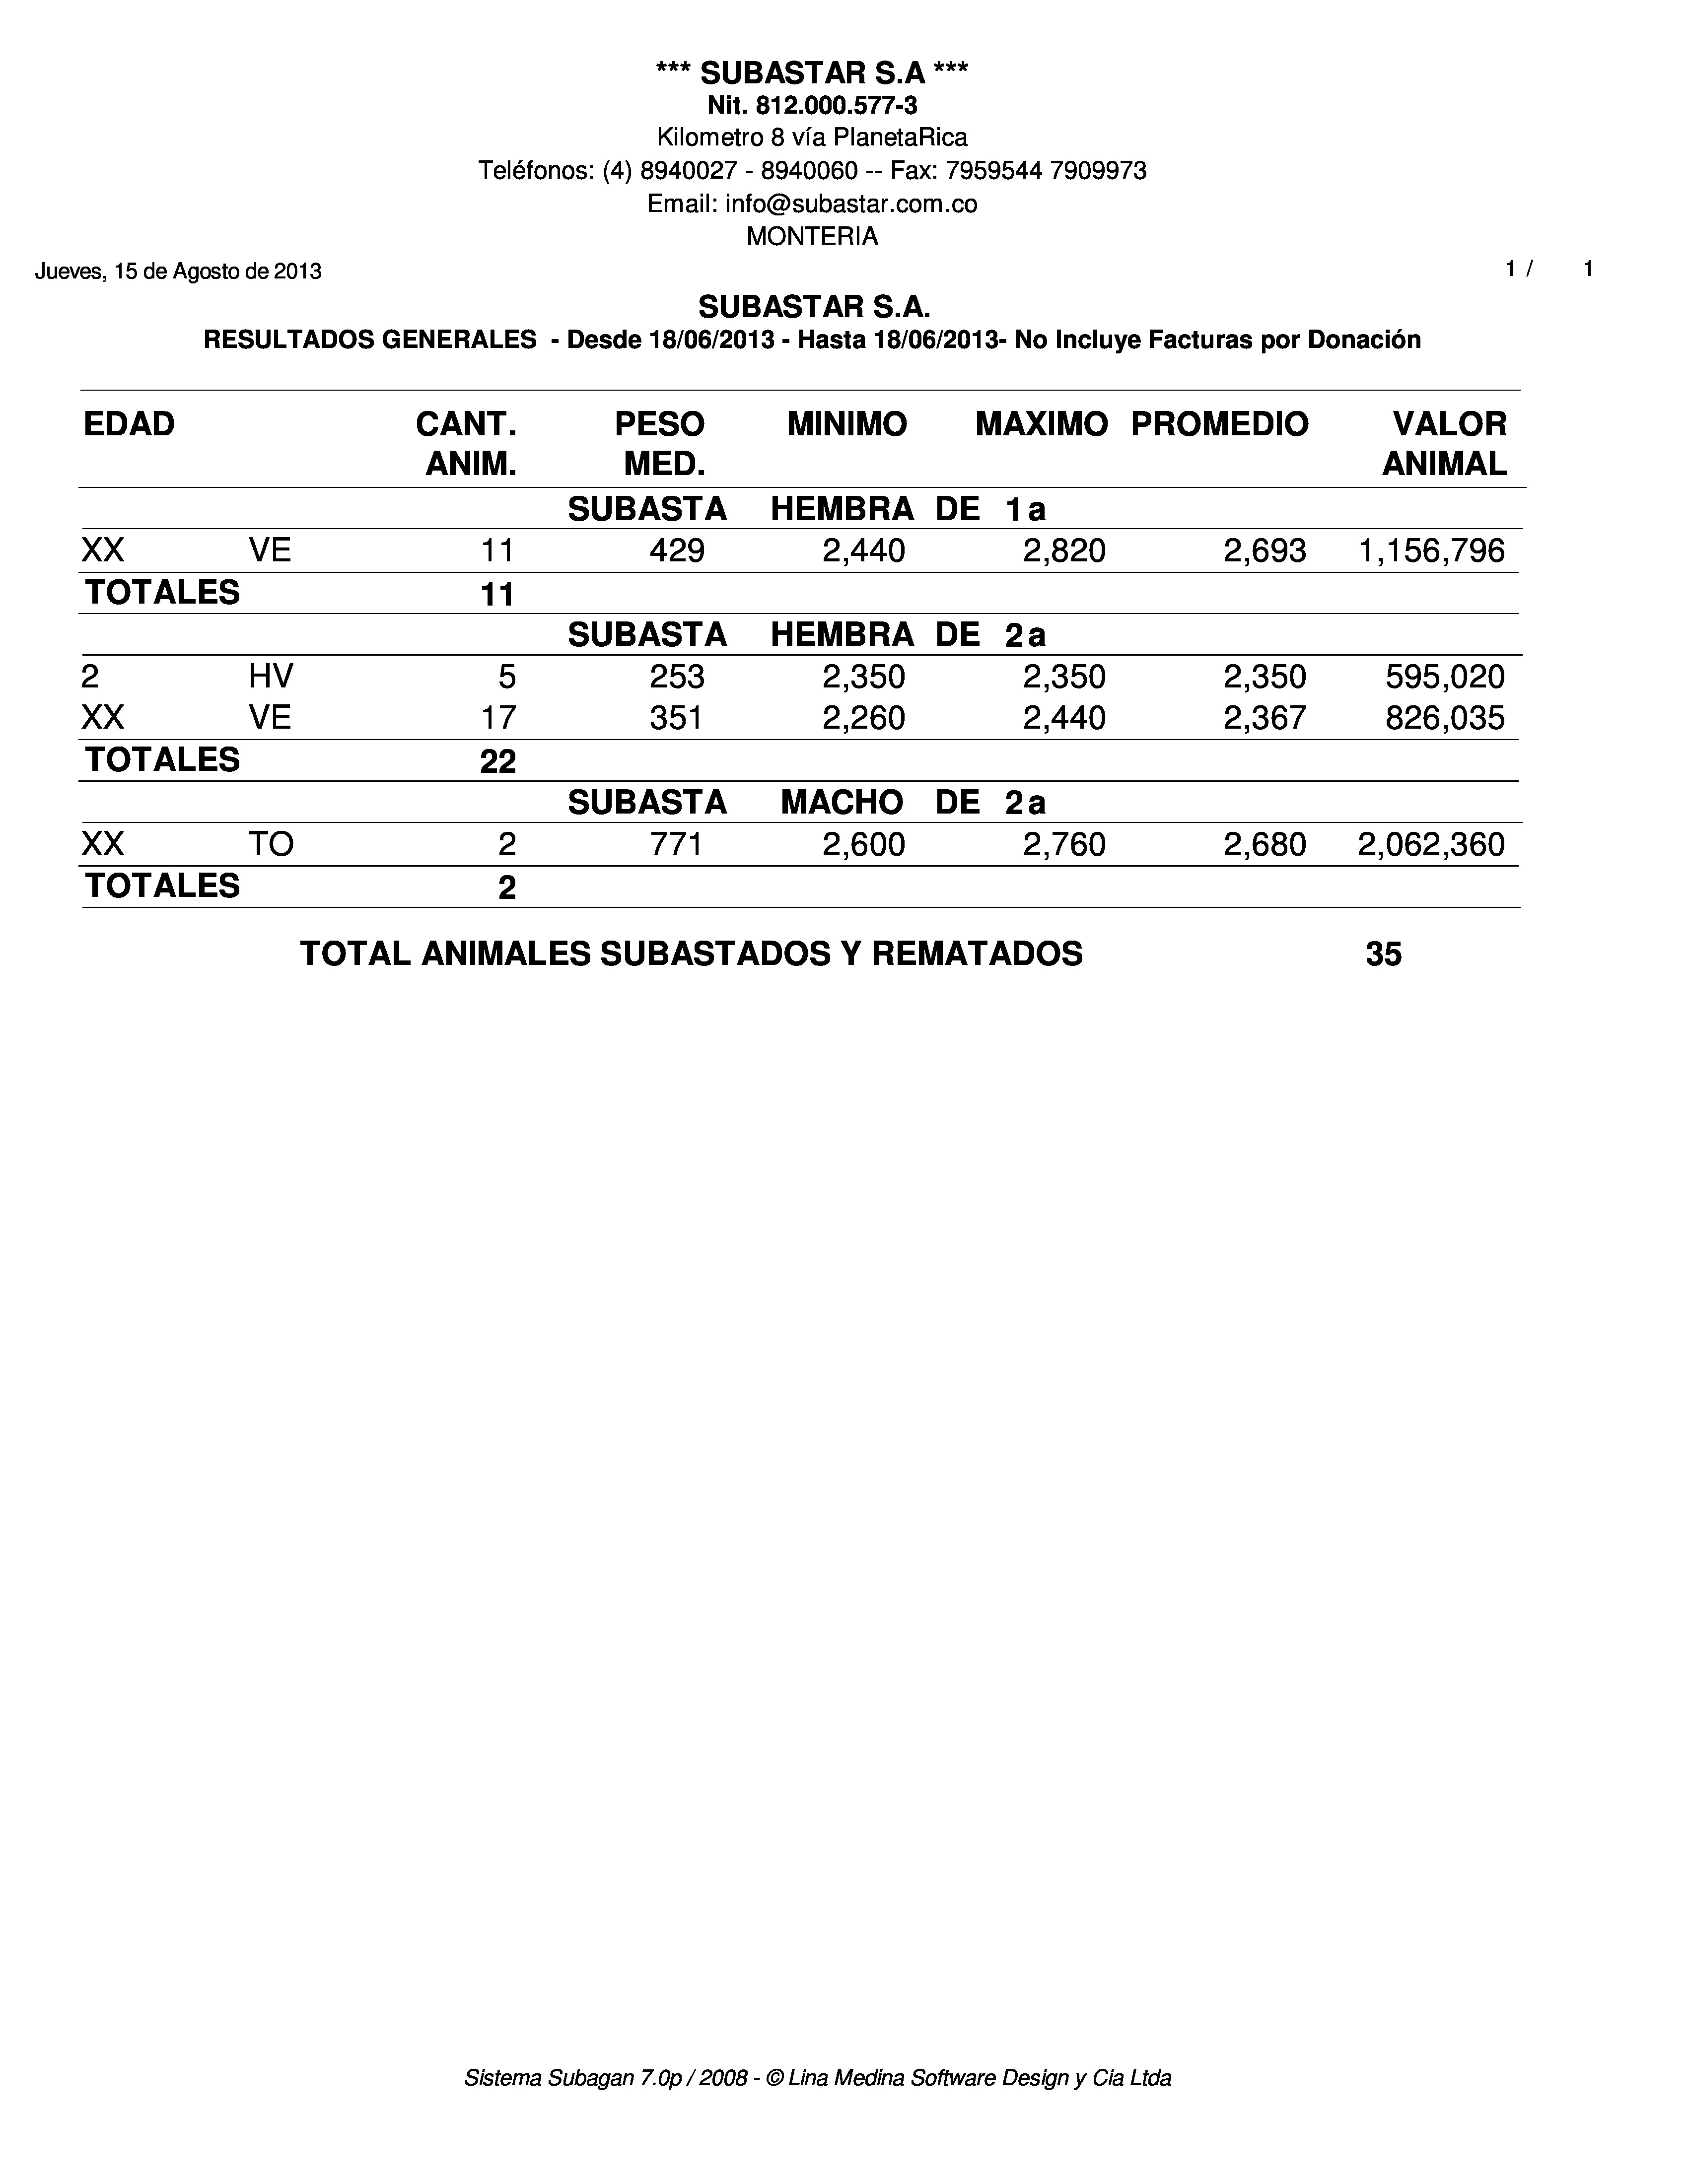 *** SUBASTAR S.A ***
Nit. 812.000.577-3
Kilometro 8 vía PlanetaRica
Teléfonos: (4) 8940027 - 8940060 -- Fax: 7959544 7909973
Email: info@subastar.com.co
MONTERIA
Jueves, 15 de Agosto de 2013 1 / 1
SUBASTAR S.A.
RESULTADOS GENERALES - Desde 18/06/2013 - Hasta 18/06/2013- No Incluye Facturas por Donación
EDAD CANT. PESO MINIMO MAXIMO PROMEDIO VALOR
ANIM. MED. ANIMAL
SUBASTA HEMBRA DE 1a
XX VE 11 429 2,440 2,820 2,693 1,156,796
TOTALES 11
SUBASTA HEMBRA DE 2a
2 HV 5 253 2,350 2,350 2,350 595,020
XX VE 17 351 2,260 2,440 2,367 826,035
TOTALES 22
SUBASTA MACHO DE 2a
XX TO 2 771 2,600 2,760 2,680 2,062,360
TOTALES 2
TOTAL ANIMALES SUBASTADOS Y REMATADOS 35
Sistema Subagan 7.0p / 2008 - © Lina Medina Software Design y Cia Ltda